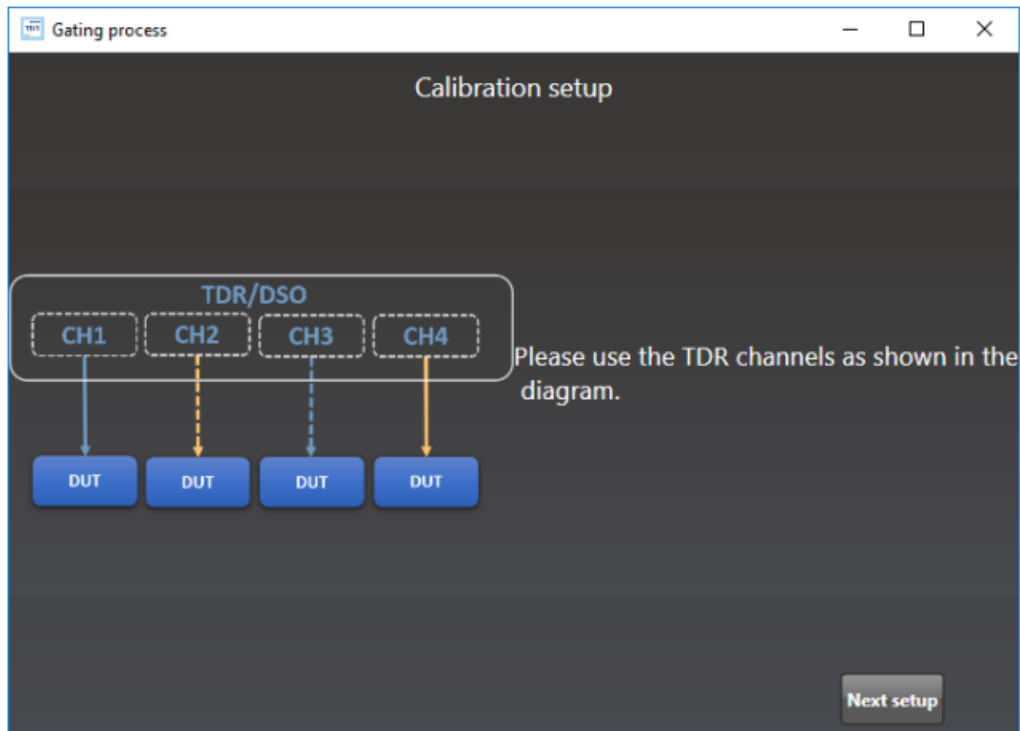 Gating process
Calibration setup
TDR/DSO
CH1 CH2 CH3 CH4
Please use the TDR channels as shown in the
diagram.
DUT DUT DUT DUT
Next setup